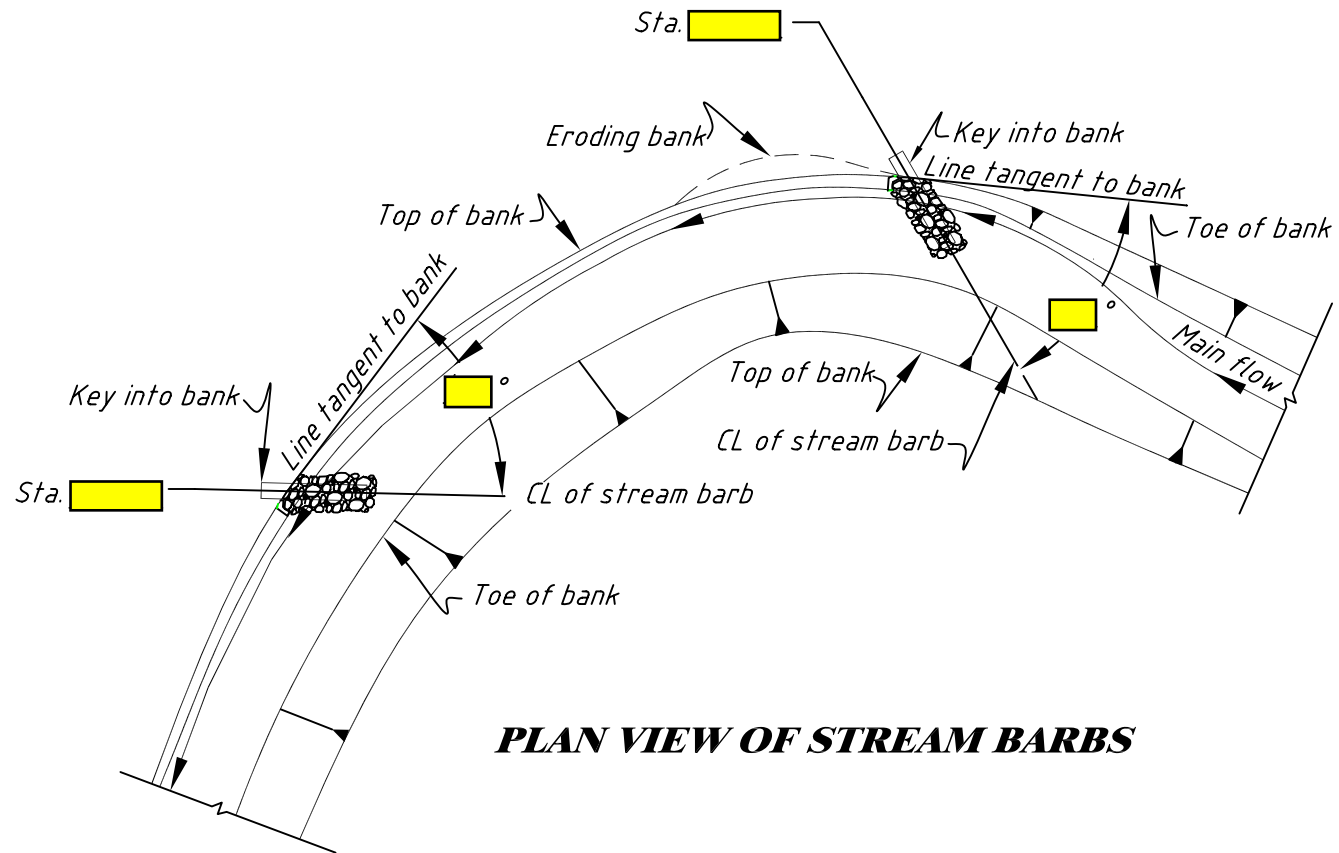 Sta.
Key into bank
Eroding bank
Line tangent to bank
Top of bank
Toe of bank
Line tangent to bank
°
Main flow
Top of bank
°
Key into bank
CL of stream barb
Sta.
CL of stream barb
Toe of bank
PLAN VIEW OF STREAM BARBS